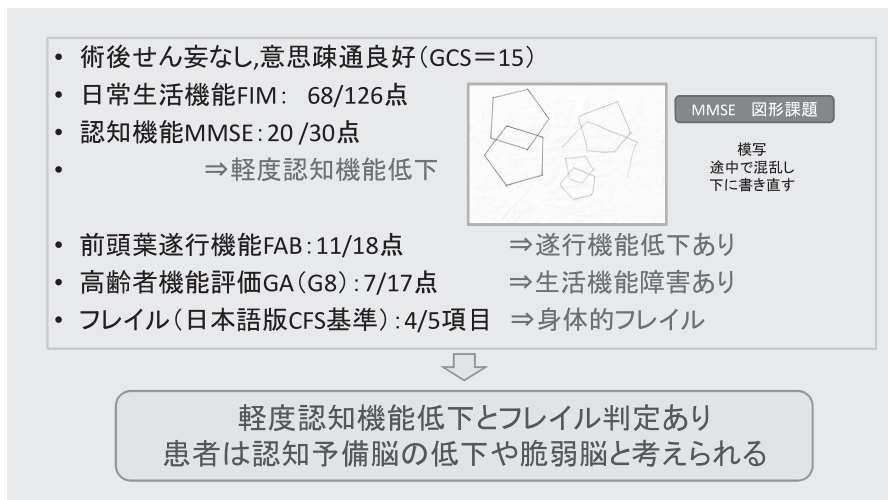 • 術後せん妄なし,意思疎通良好(GCS＝15)
• 日常生活機能FIM： 68/126点
• 認知機能MMSE：20 /30点
• ⇒軽度認知機能低下
MMSE 図形課題
模写
途中で混乱し
下に書き直す
• 前頭葉遂行機能FAB：11/18点 ⇒遂行機能低下あり
• 高齢者機能評価GA(G8)：7/17点 ⇒生活機能障害あり
• フレイル(日本語版CFS基準)：4/5項目 ⇒身体的フレイル
軽度認知機能低下とフレイル判定あり
患者は認知予備脳の低下や脆弱脳と考えられる